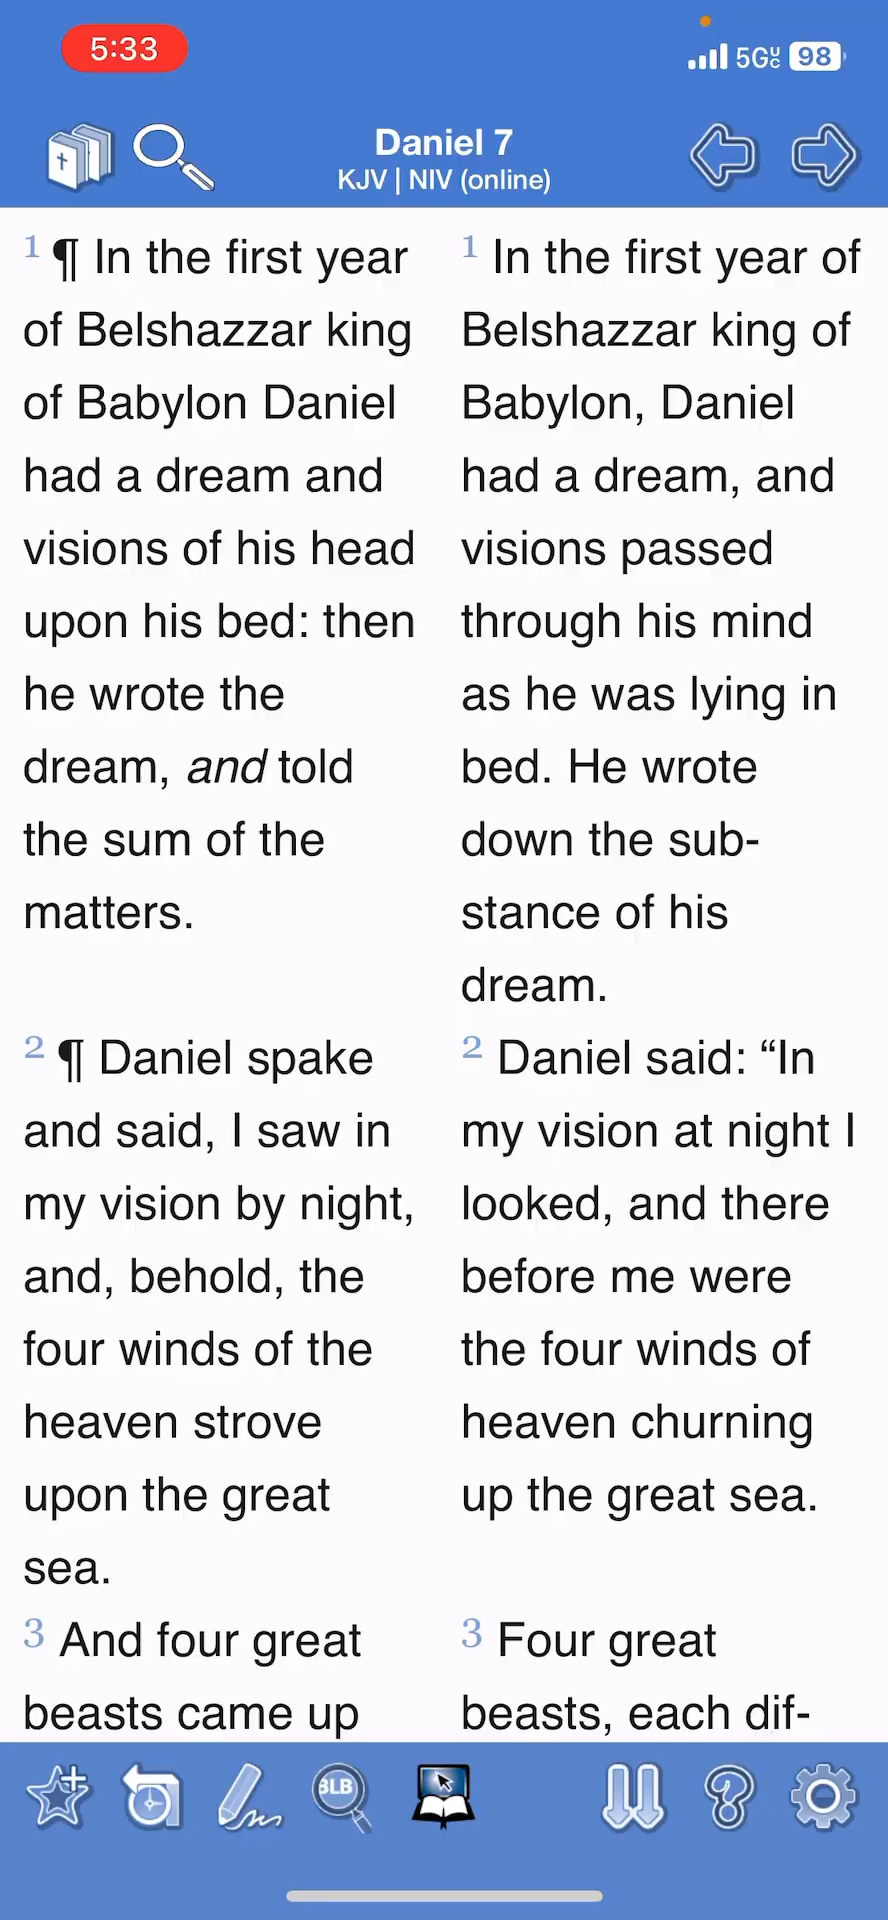 5:33
5G UC 98
Daniel 7
KJV | NIV (online)
1 ¶ In the first year
of Belshazzar king
of Babylon Daniel
had a dream and
visions of his head
upon his bed: then
he wrote the
dream, and told
the sum of the
matters.
2 ¶ Daniel spake
and said, I saw in
my vision by night,
and, behold, the
four winds of the
heaven strove
upon the great
sea.
3 And four great
beasts came up
1 In the first year of
Belshazzar king of
Babylon, Daniel
had a dream, and
visions passed
through his mind
as he was lying in
bed. He wrote
down the sub-
stance of his
dream.
2 Daniel said: “In
my vision at night I
looked, and there
before me were
the four winds of
heaven churning
up the great sea.
3 Four great
beasts, each dif-
BLB